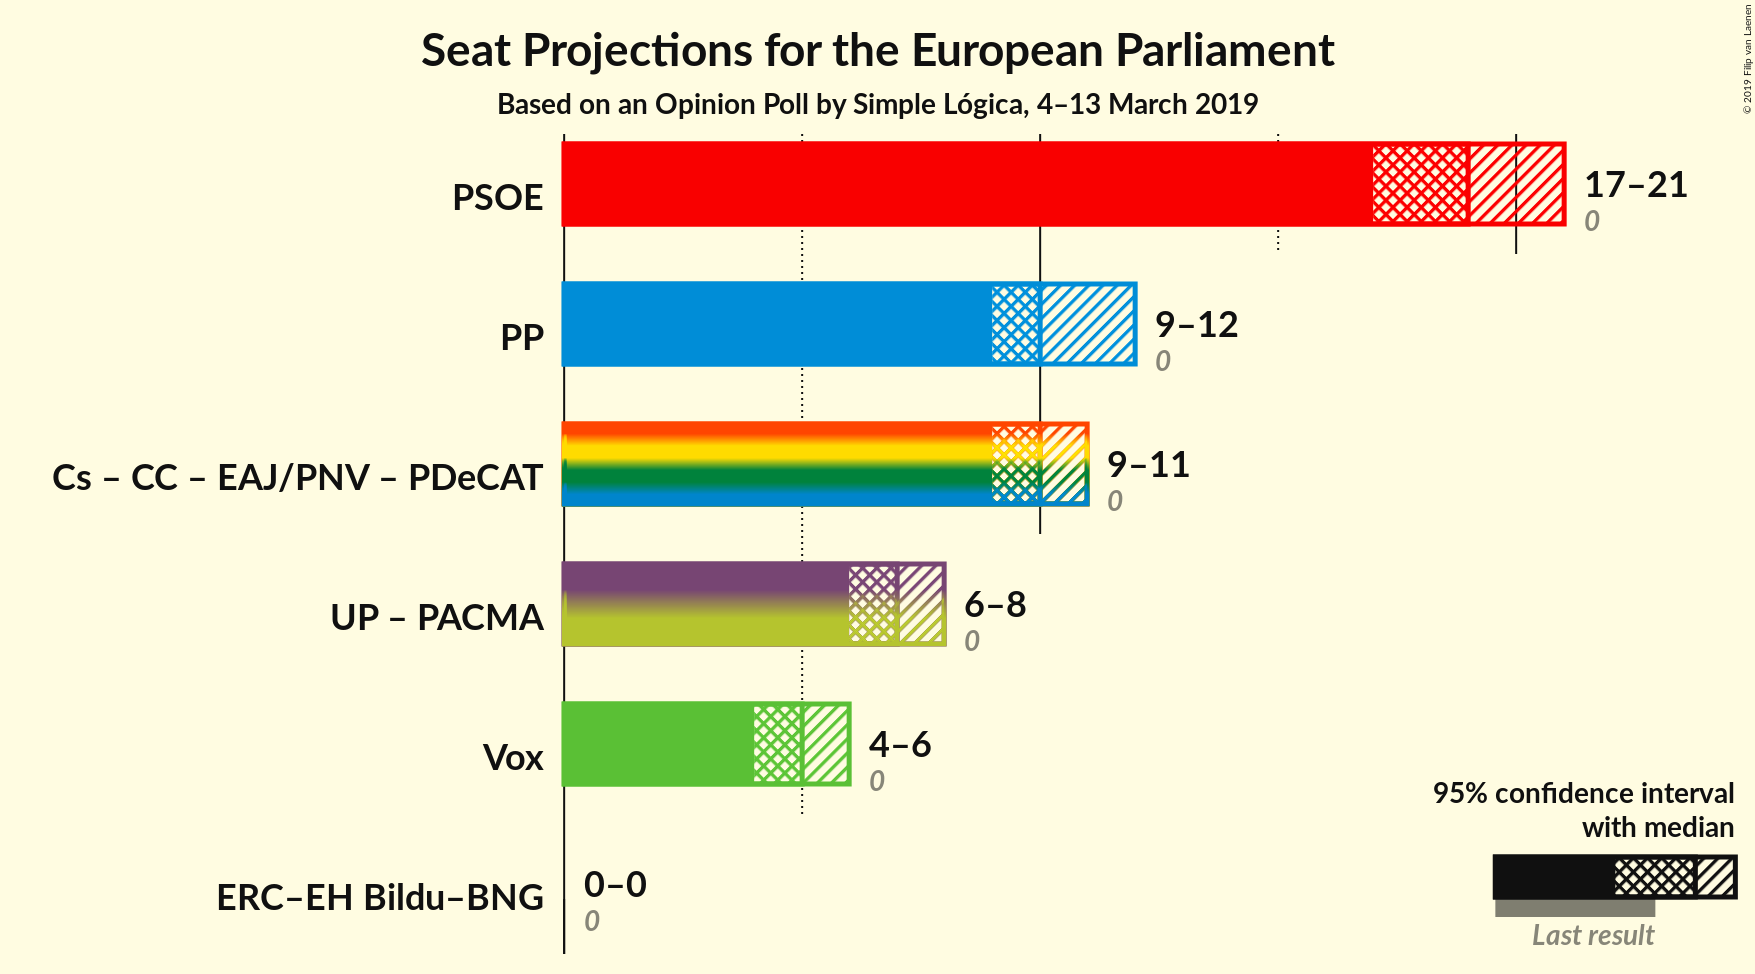 Seat Projections for the European Parliament
Based on an Opinion Poll by Simple Lógica, 4–13 March 2019
© 2019 Filip van Laenen
PSOE
17–21
0
PP
9–12
0
Cs – CC – EAJ/PNV – PDeCAT
9–11
0
UP – PACMA
6–8
0
Vox
4–6
0
ERC–EH Bildu–BNG
0–0
0
95% confidence interval
with median
Last result